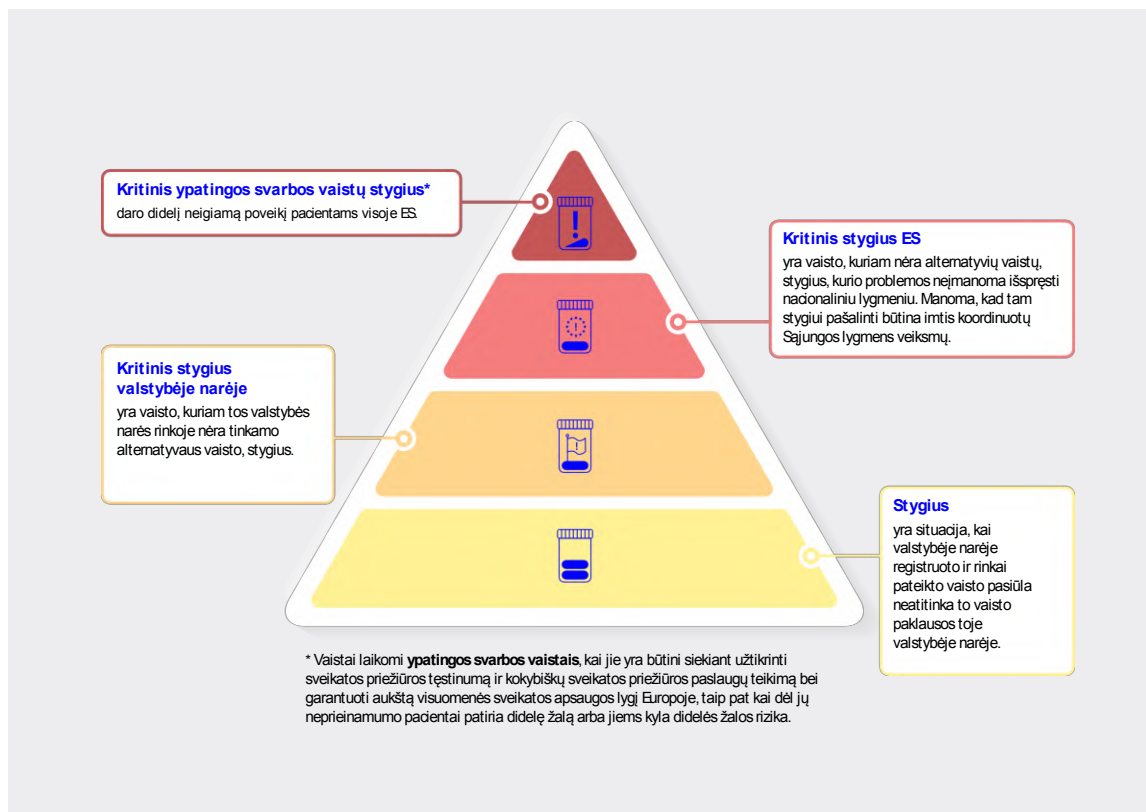 Kritinis ypatingos svarbos vaistų stygius*
daro didelį neigiamą poveikį pacientams visoje ES.
Kritinis stygius ES
yra vaisto, kuriam nėra alternatyvių vaistų,
stygius, kurio problemos neįmanoma išspręsti
nacionaliniu lygmeniu. Manoma, kad tam
stygiui pašalinti būtina imtis koordinuotų
Sąjungos lygmens veiksmų.
Kritinis stygius
valstybėje narėje
yra vaisto, kuriam tos valstybės
narės rinkoje nėra tinkamo
alternatyvaus vaisto, stygius.
Stygius
yra situacija, kai
valstybėje narėje
registruoto ir rinkai
pateikto vaisto pasiūla
neatitinka to vaisto
paklausos toje
valstybėje narėje.
* Vaistai laikomi ypatingos svarbos vaistais, kai jie yra būtini siekiant užtikrinti
sveikatos priežiūros tęstinumą ir kokybiškų sveikatos priežiūros paslaugų teikimą bei
garantuoti aukštą visuomenės sveikatos apsaugos lygį Europoje, taip pat kai dėl jų
neprieinamumo pacientai patiria didelę žalą arba jiems kyla didelės žalos rizika.